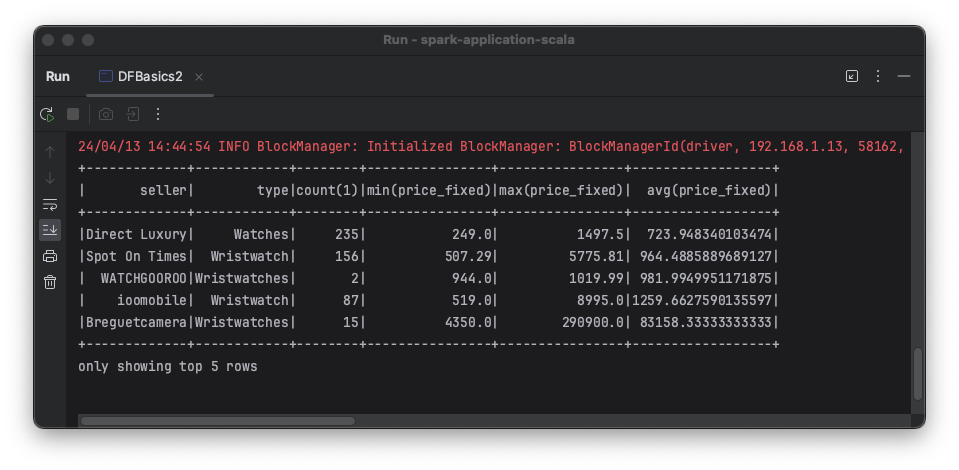 Run - spark-application-scala
Run DFBasics2
24/04/13 14:44:54 INFO BlockManager: Initialized BlockManager: BlockManagerId(driver, 192.168.1.13, 58162,
+-------------+------------+--------+----------------+----------------+------------------+
|       seller|        type|count(1)|min(price_fixed)|max(price_fixed)|  avg(price_fixed)|
+-------------+------------+--------+----------------+----------------+------------------+
|Direct Luxury|     Watches|     235|           249.0|          1497.5|  723.948340103474|
|Spot On Times|  Wristwatch|     156|          507.29|         5775.81| 964.4885889689127|
|  WATCHGOOROO|Wristwatches|       2|           944.0|         1019.99| 981.9949951171875|
|    ioomobile|  Wristwatch|      87|           519.0|          8995.0|1259.6627590135597|
|Breguetcamera|Wristwatches|      15|          4350.0|        290900.0| 83158.33333333333|
+-------------+------------+--------+----------------+----------------+------------------+
only showing top 5 rows